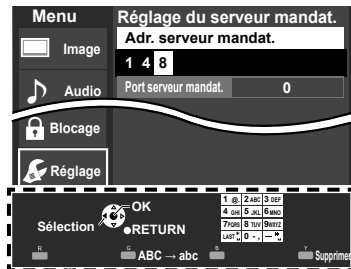 Menu
Réglage du serveur mandat.
Image
Adr. serveur mandat.
1 4 8
Audio
Port serveur mandat. 0
Blocage
Réglage
Sélection
OK
RETURN
1 @. 2 ABC 3 DEF
4 GHI 5 JKL 6 MNO
7 PQRS 8 TUV 9 WXYZ
LAST 0 - ,
R G B Y
ABC → abc
Supprimer